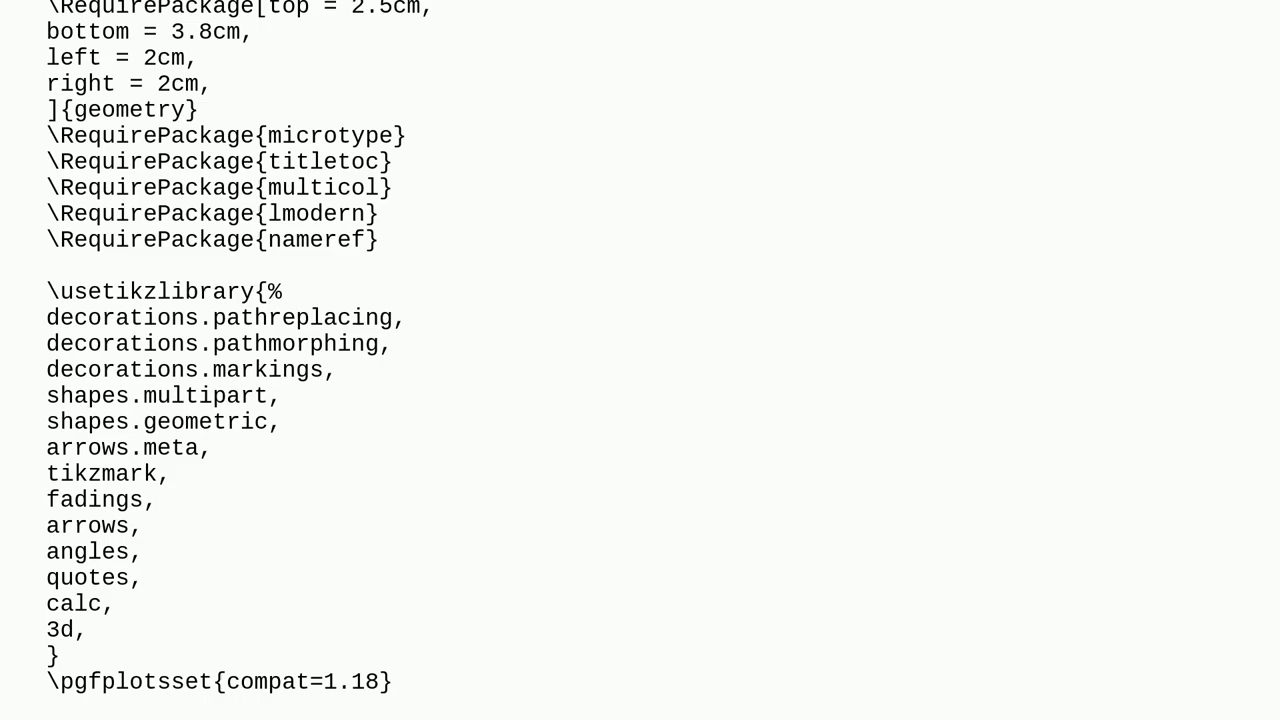 \RequirePackage[top = 2.5cm,
bottom = 3.8cm,
left = 2cm,
right = 2cm,
]{geometry}
\RequirePackage{microtype}
\RequirePackage{titletoc}
\RequirePackage{multicol}
\RequirePackage{lmodern}
\RequirePackage{nameref}

\usetikzlibrary{%
decorations.pathreplacing,
decorations.pathmorphing,
decorations.markings,
shapes.multipart,
shapes.geometric,
arrows.meta,
tikzmark,
fadings,
arrows,
angles,
quotes,
calc,
3d,
}
\pgfplotsset{compat=1.18}